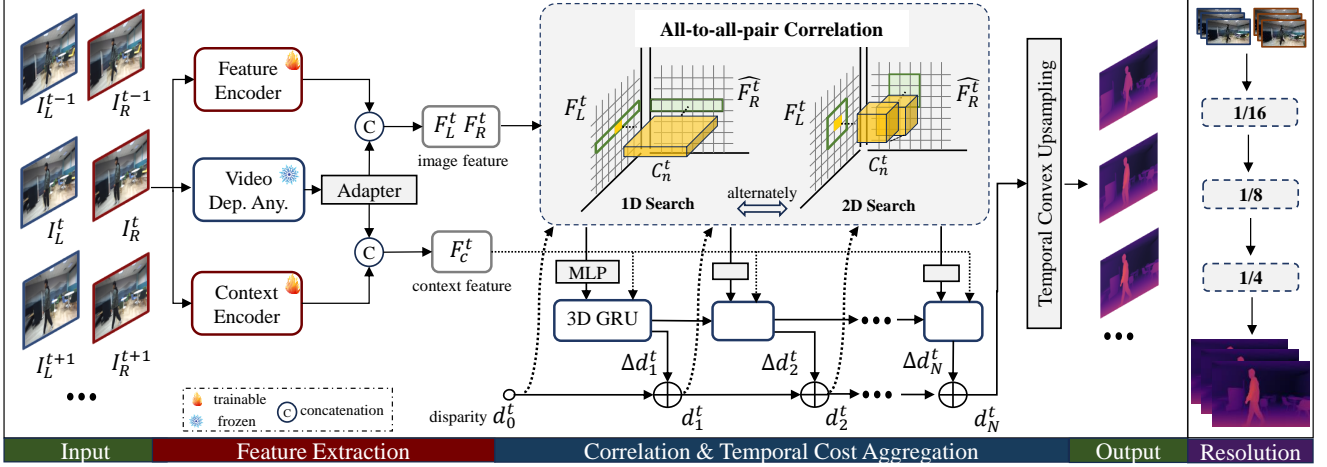 I_L^{t-1}
I_R^{t-1}
I_L^t
I_R^t
I_L^{t+1}
I_R^{t+1}
•••
Feature
Encoder
Video
Dep. Any.
Context
Encoder
Adapter
C
C
F_L^t F_R^t
image feature
F_c^t
context feature
trainable
frozen
C concatenation
All-to-all-pair Correlation
F_L^t
\widehat{F_R^t}
C_n^t
1D Search
alternately
F_L^t
\widehat{F_R^t}
C_n^t
2D Search
MLP
3D GRU
•••
Δd_1^t
Δd_2^t
Δd_N^t
disparity d_0^t
d_1^t
d_2^t
•••
d_N^t
Temporal Convex Upsampling
•••
1/16
1/8
1/4
Input
Feature Extraction
Correlation & Temporal Cost Aggregation
Output
Resolution